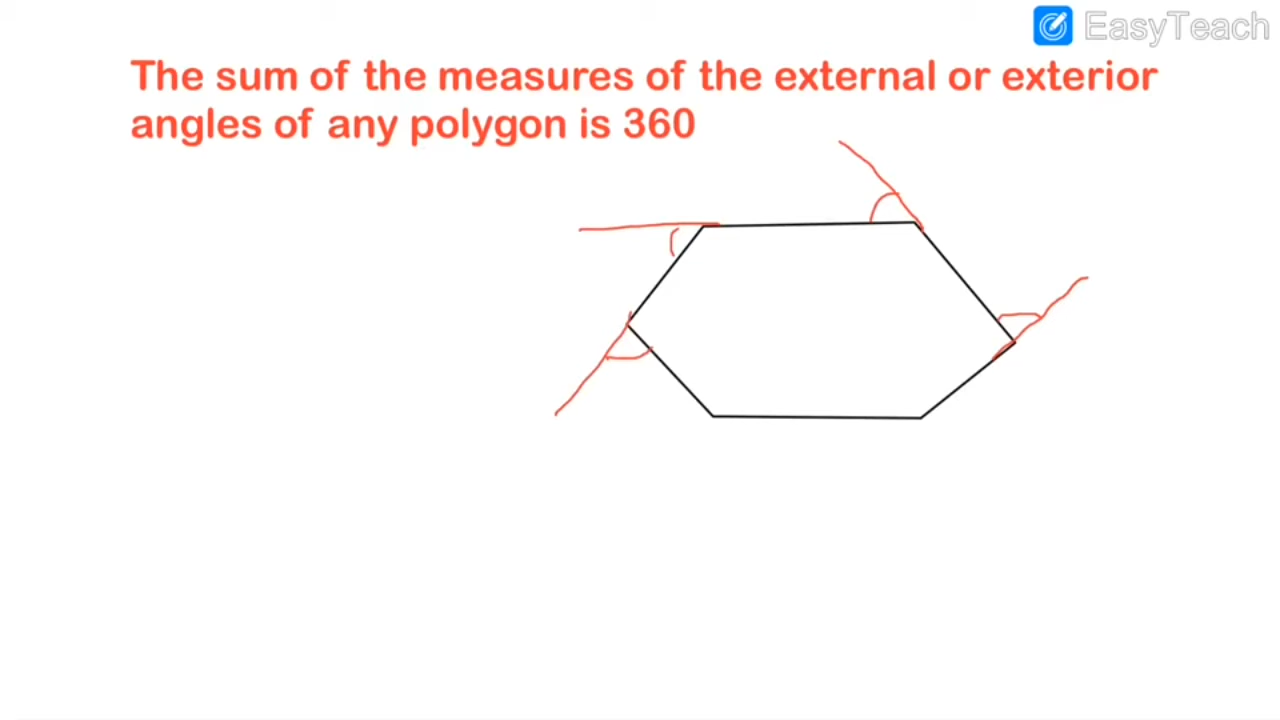 EasyTeach
The sum of the measures of the external or exterior
angles of any polygon is 360